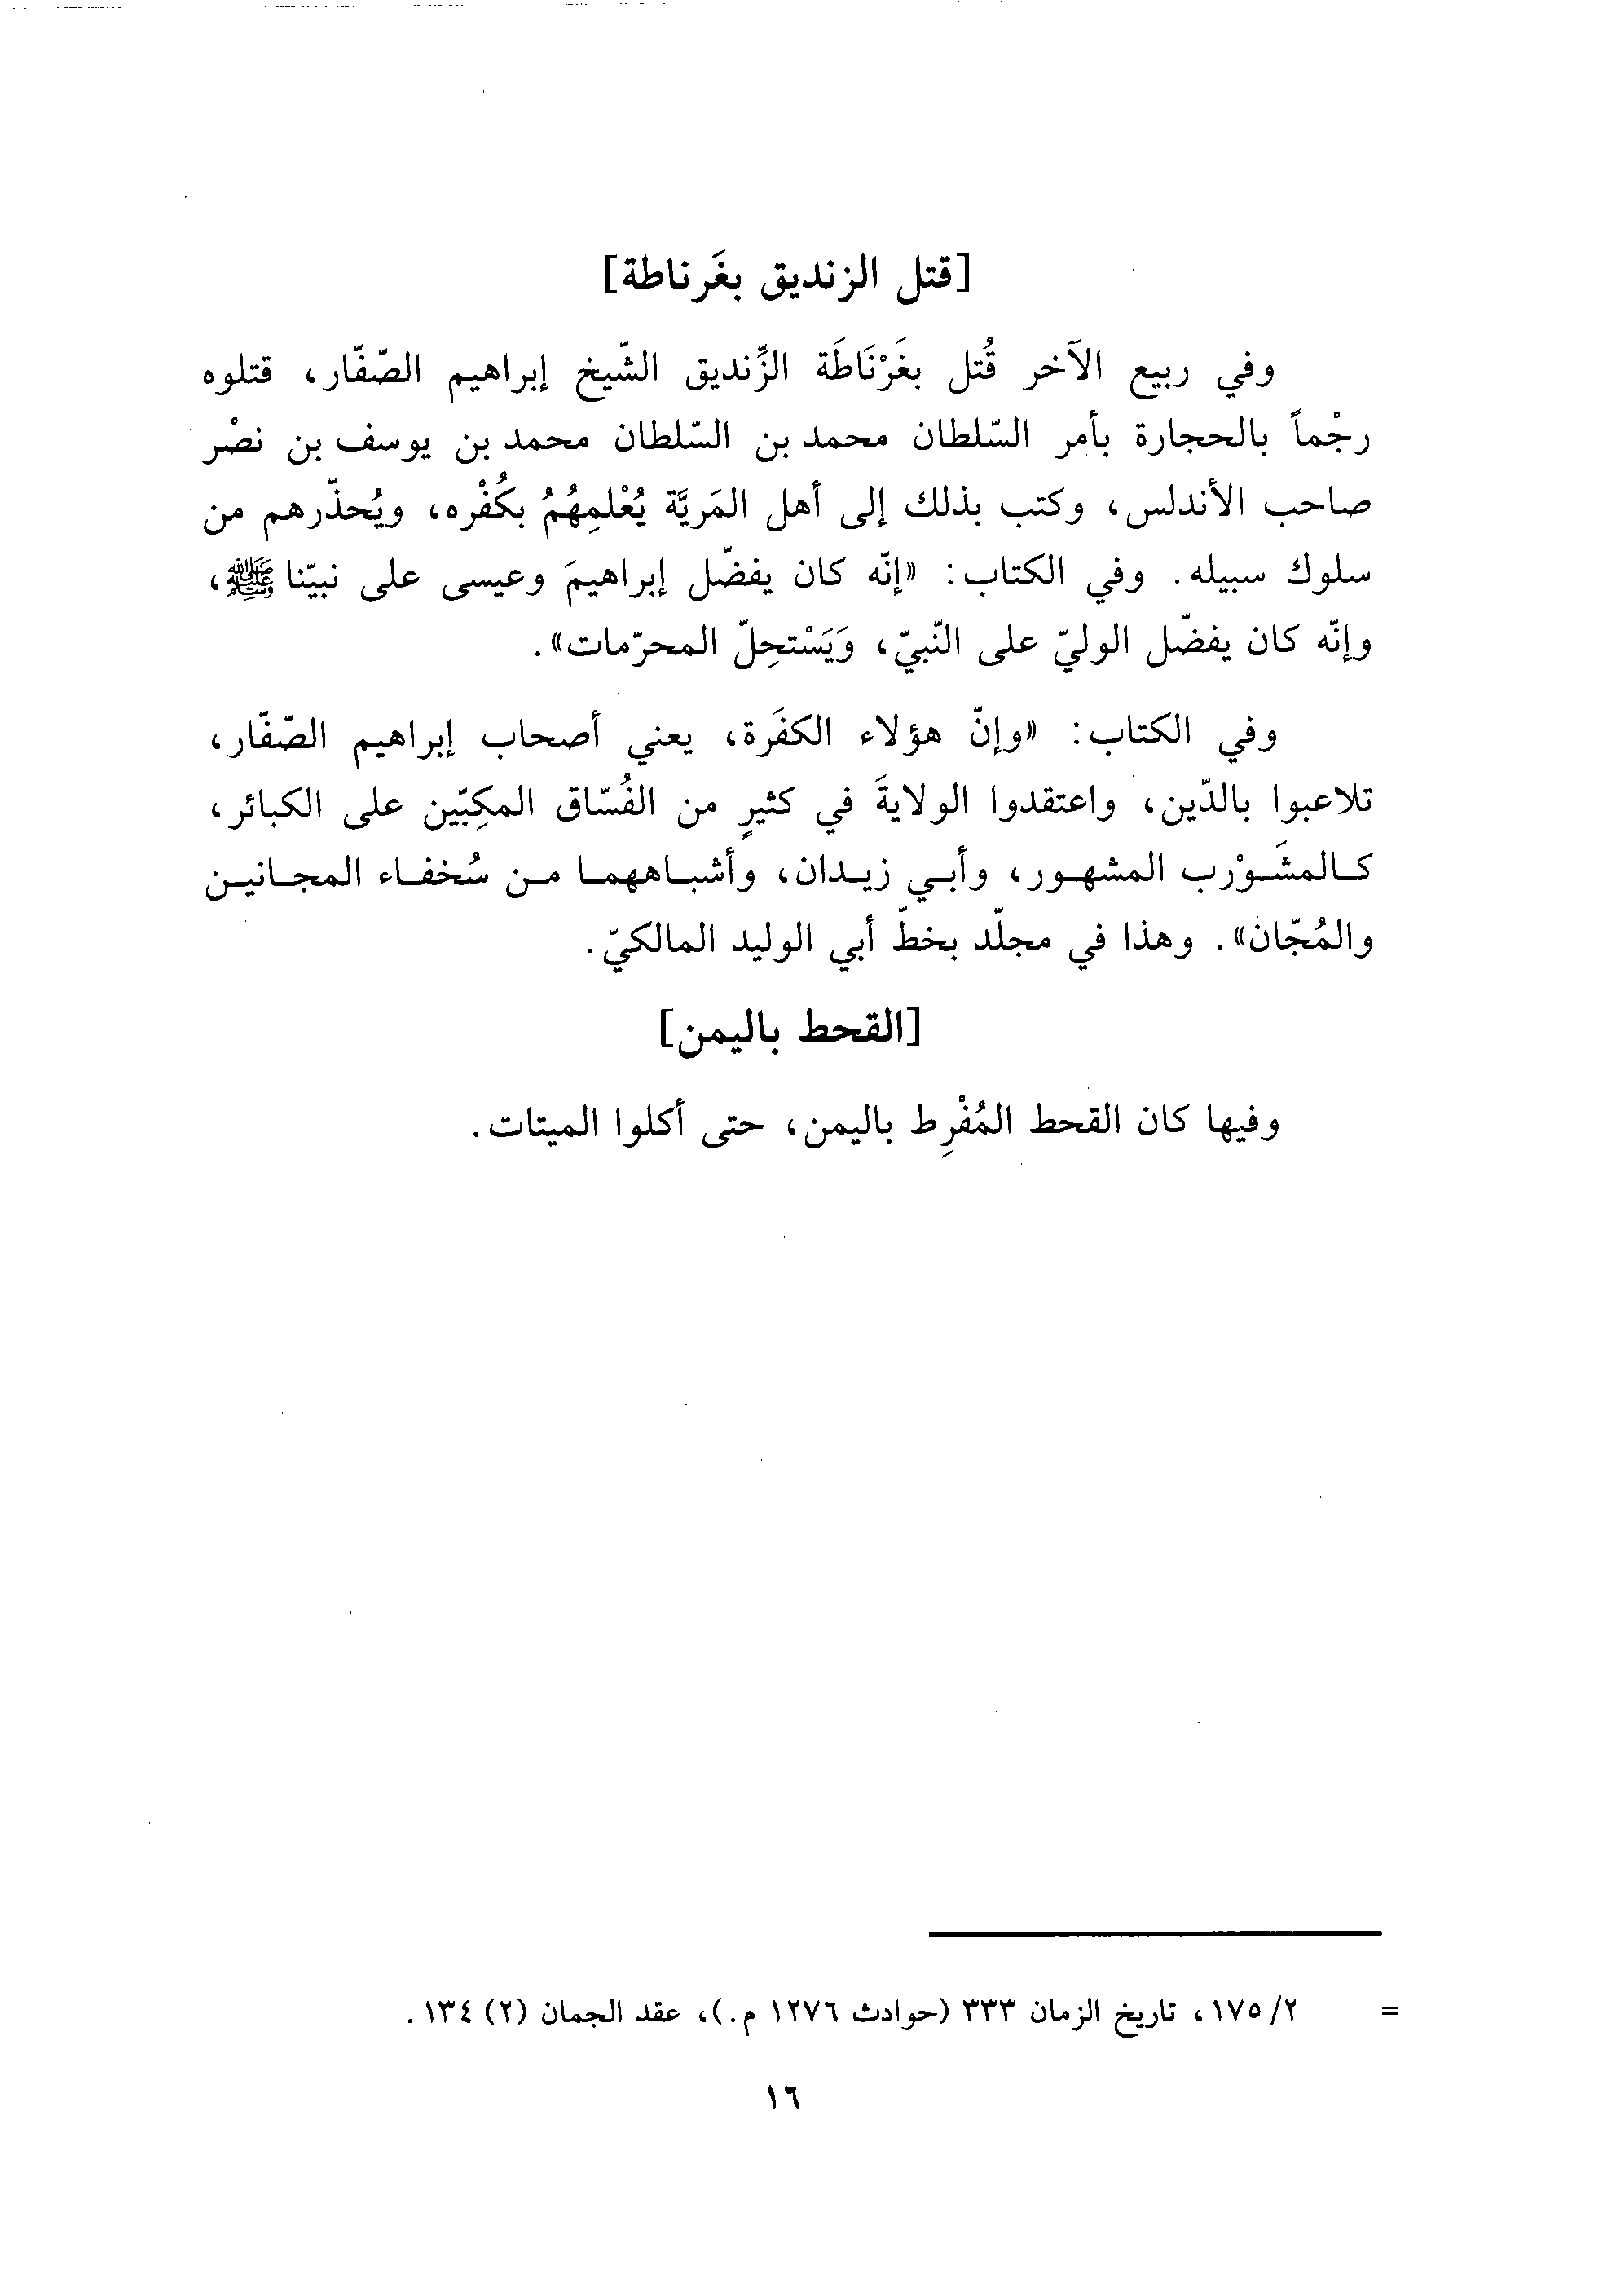 [قتل الزنديق بغَرناطة]
وفي ربيع الآخر قُتل بغَرْنَاطَة الزِّنديق الشّيخ إبراهيم الصّفّار، قتلوه
رجْماً بالحجارة بأمر السّلطان محمد بن السّلطان محمد بن يوسف بن نصْر
صاحب الأندلس، وكتب بذلك إلى أهل المَريَّة يُعْلمِهُمُ بكُفْره، ويُحذّرهم من
سلوك سبيله. وفي الكتاب: «إنّه كان يفضّل إبراهيمَ وعيسى على نبيّنا ﷺ،
وإنّه كان يفضّل الوليّ على النّبيّ، وَيَسْتحِلّ المحرّمات».
وفي الكتاب: «وإنّ هؤلاء الكفَرة، يعني أصحاب إبراهيم الصّفّار،
تلاعبوا بالدّين، واعتقدوا الولايةَ في كثيرٍ من الفُسّاق المكِبّين على الكبائر،
كالمشَوْرب المشهور، وأبي زيدان، وأشباههما من سُخفاء المجانين
والمُجّان». وهذا في مجلّد بخطّ أبي الوليد المالكيّ.
[القحط باليمن]
وفيها كان القحط المُفْرِط باليمن، حتى أكلوا الميتات.
= ٢/ ١٧٥، تاريخ الزمان ٣٣٣ (حوادث ١٢٧٦ م.)، عقد الجمان (٢) ١٣٤.
١٦